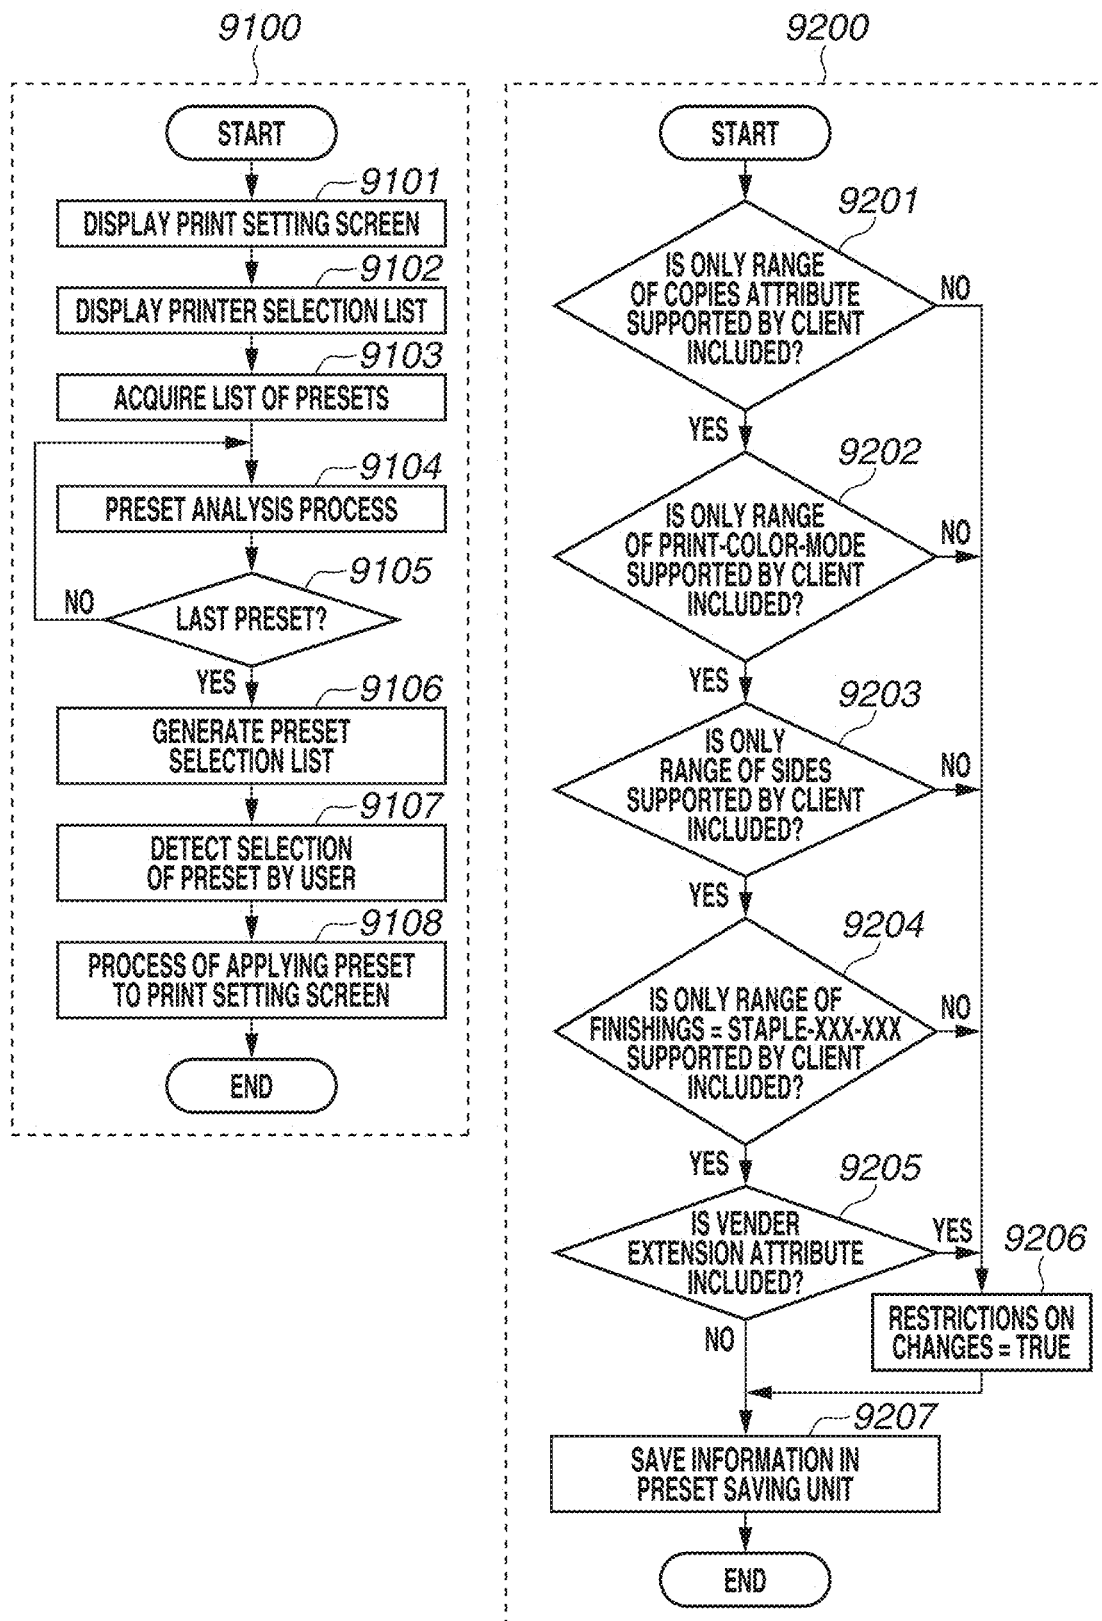 9100
START
9101
DISPLAY PRINT SETTING SCREEN
9102
DISPLAY PRINTER SELECTION LIST
9103
ACQUIRE LIST OF PRESETS
9104
PRESET ANALYSIS PROCESS
9105
LAST PRESET?
NO
YES
9106
GENERATE PRESET
SELECTION LIST
9107
DETECT SELECTION
OF PRESET BY USER
9108
PROCESS OF APPLYING PRESET
TO PRINT SETTING SCREEN
END
9200
START
9201
IS ONLY RANGE
OF COPIES ATTRIBUTE
SUPPORTED BY CLIENT
INCLUDED?
NO
YES
9202
IS ONLY RANGE
OF PRINT-COLOR-MODE
SUPPORTED BY CLIENT
INCLUDED?
NO
YES
9203
IS ONLY
RANGE OF SIDES
SUPPORTED BY CLIENT
INCLUDED?
NO
YES
9204
IS ONLY RANGE OF
FINISHINGS = STAPLE-XXX-XXX
SUPPORTED BY CLIENT
INCLUDED?
NO
YES
9205
IS VENDER
EXTENSION ATTRIBUTE
INCLUDED?
YES
NO
9206
RESTRICTIONS ON
CHANGES = TRUE
9207
SAVE INFORMATION IN
PRESET SAVING UNIT
END